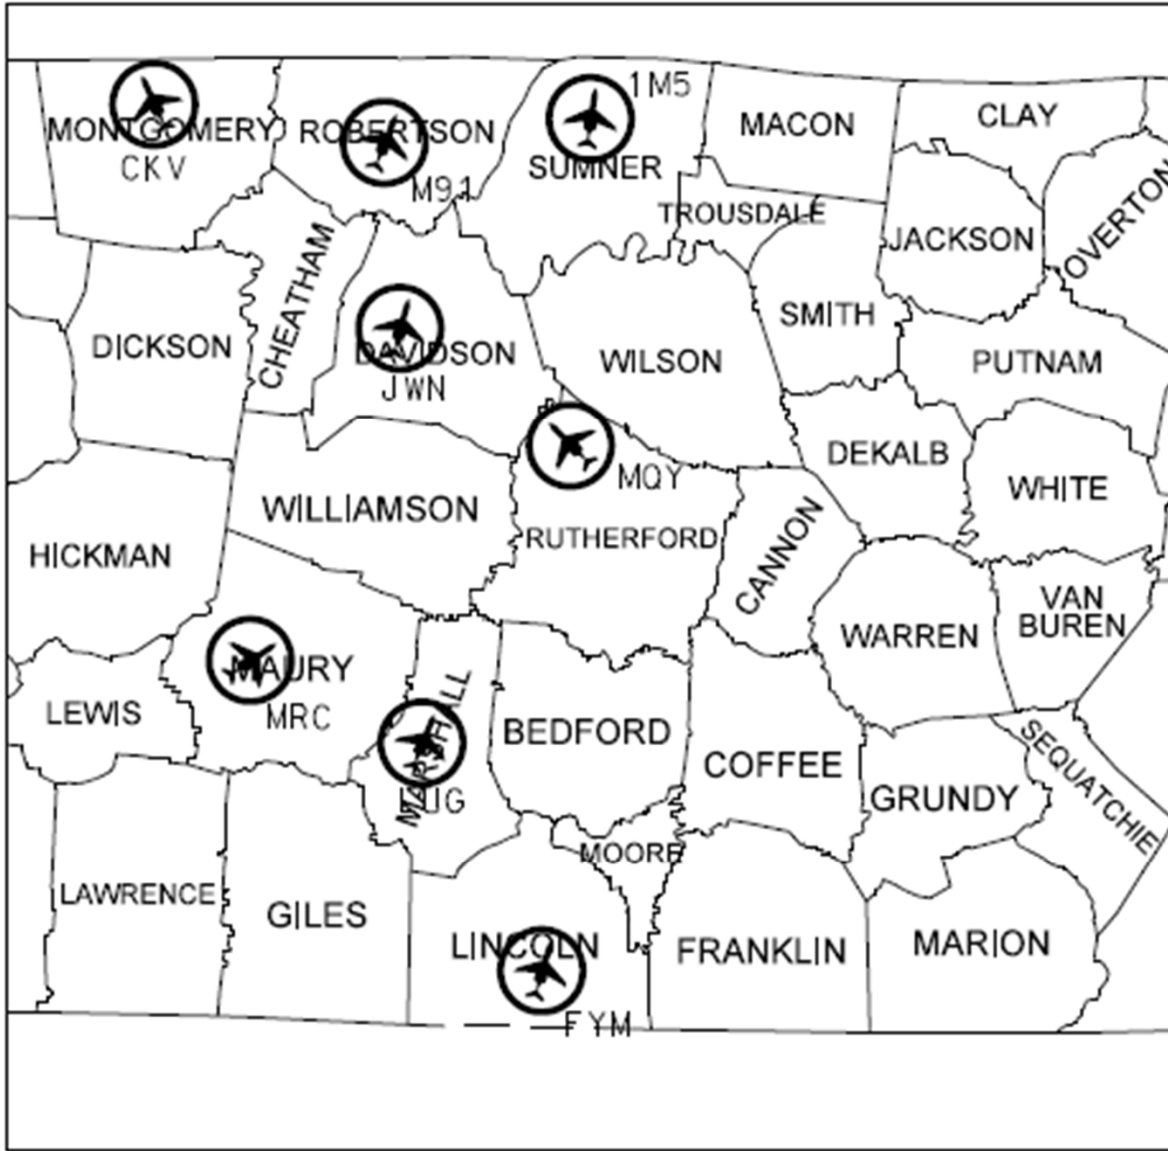 1M5
MONTGOMERY
ROBERTSON
MACON
CLAY
CKV
M91
SUMNER
TROUSDALE
JACKSON
OVERTON
CHEATHAM
DICKSON
DAVIDSON
JWN
WILSON
SMITH
PUTNAM
MQY
DEKALB
WHITE
WILLIAMSON
RUTHERFORD
CANNON
HICKMAN
VAN
BUREN
WARREN
MAURY
MRC
LEWIS
MARSHALL
BEDFORD
COFFEE
GRUNDY
SEQUATCHIE
MOORE
LAWRENCE
GILES
LINCOLN
FRANKLIN
MARION
FYM